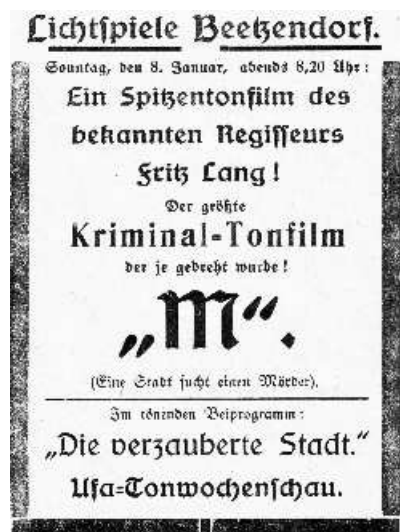 Lichtspiele Beetzendorf.
Sonntag, den 8. Januar, abends 8,20 Uhr:
Ein Spitzentonfilm des
bekannten Regisseurs
Fritz Lang!
Der größte
Kriminal-Tonfilm
der je gedreht wurde!
„M“.
(Eine Stadt sucht einen Mörder).
Im tönenden Beiprogramm:
„Die verzauberte Stadt.“
Ufa-Tonwochenschau.